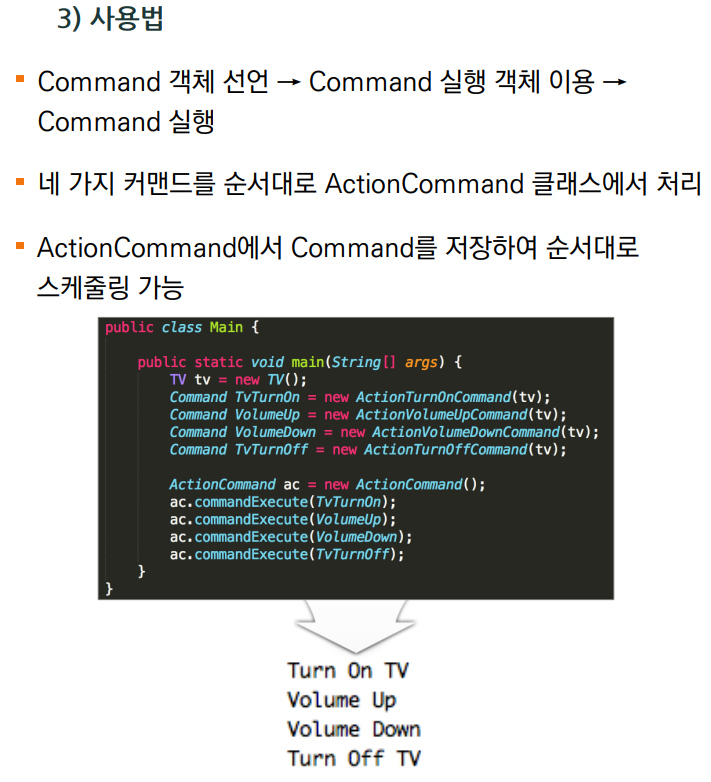 3) 사용법
▪ Command 객체 선언 → Command 실행 객체 이용 →
Command 실행
▪ 네 가지 커맨드를 순서대로 ActionCommand 클래스에서 처리
▪ ActionCommand에서 Command를 저장하여 순서대로
스케줄링 가능
public class Main {
    public static void main(String[] args) {
        TV tv = new TV();
        Command TvTurnOn = new ActionTurnOnCommand(tv);
        Command VolumeUp = new ActionVolumeUpCommand(tv);
        Command VolumeDown = new ActionVolumeDownCommand(tv);
        Command TvTurnOff = new ActionTurnOffCommand(tv);
        ActionCommand ac = new ActionCommand();
        ac.commandExecute(TvTurnOn);
        ac.commandExecute(VolumeUp);
        ac.commandExecute(VolumeDown);
        ac.commandExecute(TvTurnOff);
    }
}
Turn On TV
Volume Up
Volume Down
Turn Off TV